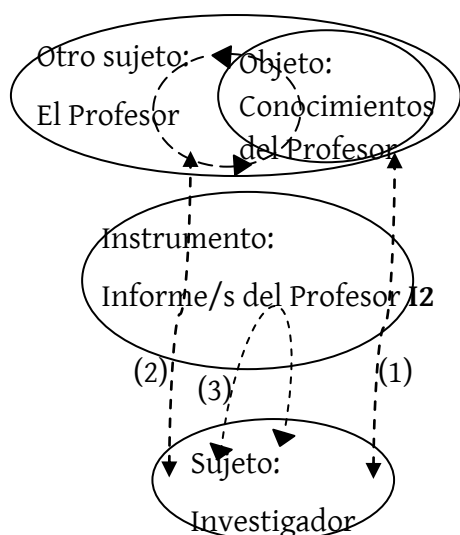 Otro sujeto:
El Profesor
Objeto:
Conocimientos
del Profesor
Instrumento:
Informe/s del Profesor I2
(2)
(3)
(1)
Sujeto:
Investigador